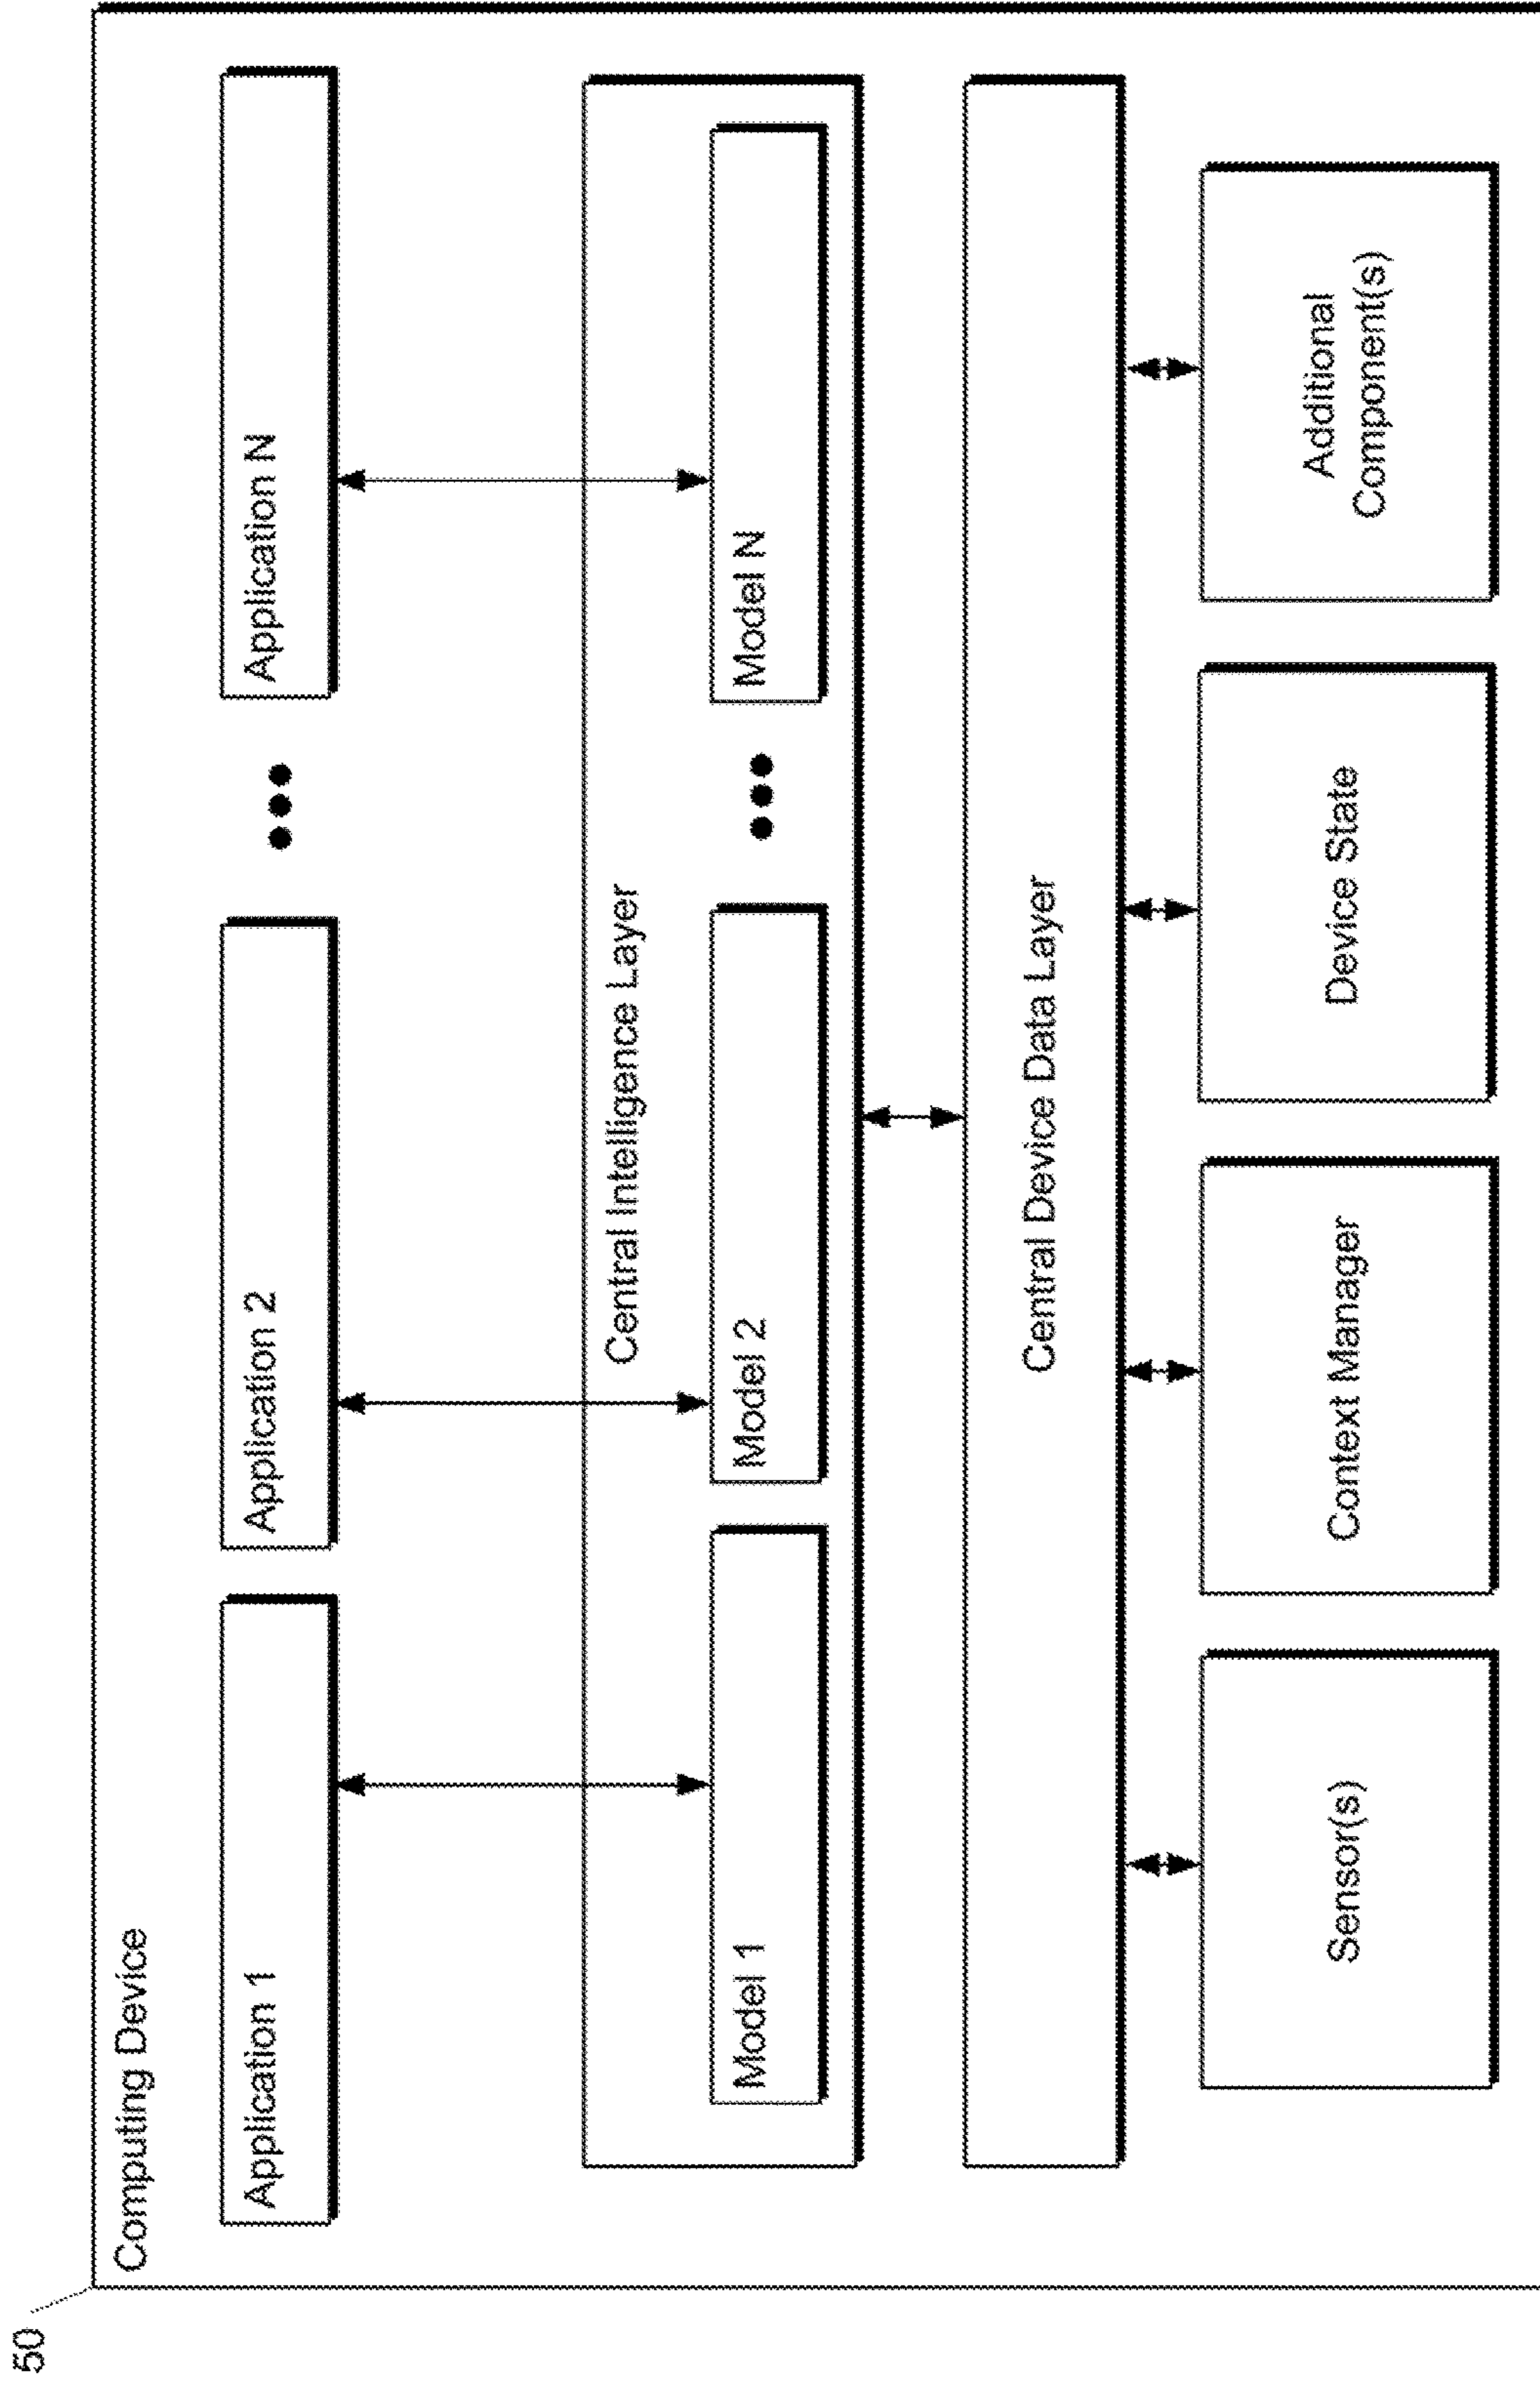 50
Computing Device
Application 1
Application 2
Application N
Central Intelligence Layer
Model 1
Model 2
Model N
Central Device Data Layer
Sensor(s)
Context Manager
Device State
Additional
Component(s)